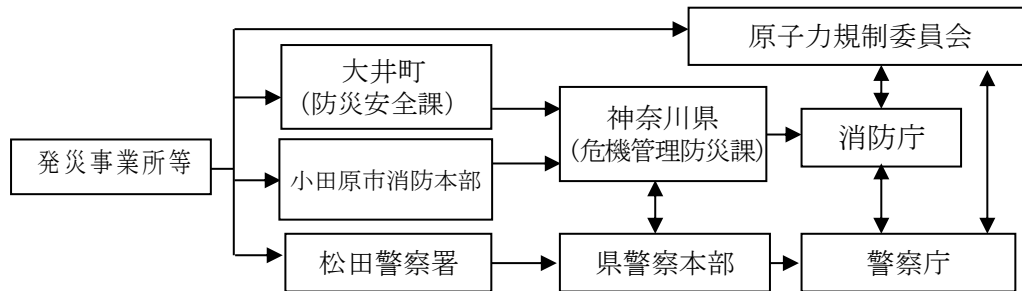 原子力規制委員会
大井町
（防災安全課）
神奈川県
（危機管理防災課）
消防庁
発災事業所等
小田原市消防本部
松田警察署
県警察本部
警察庁